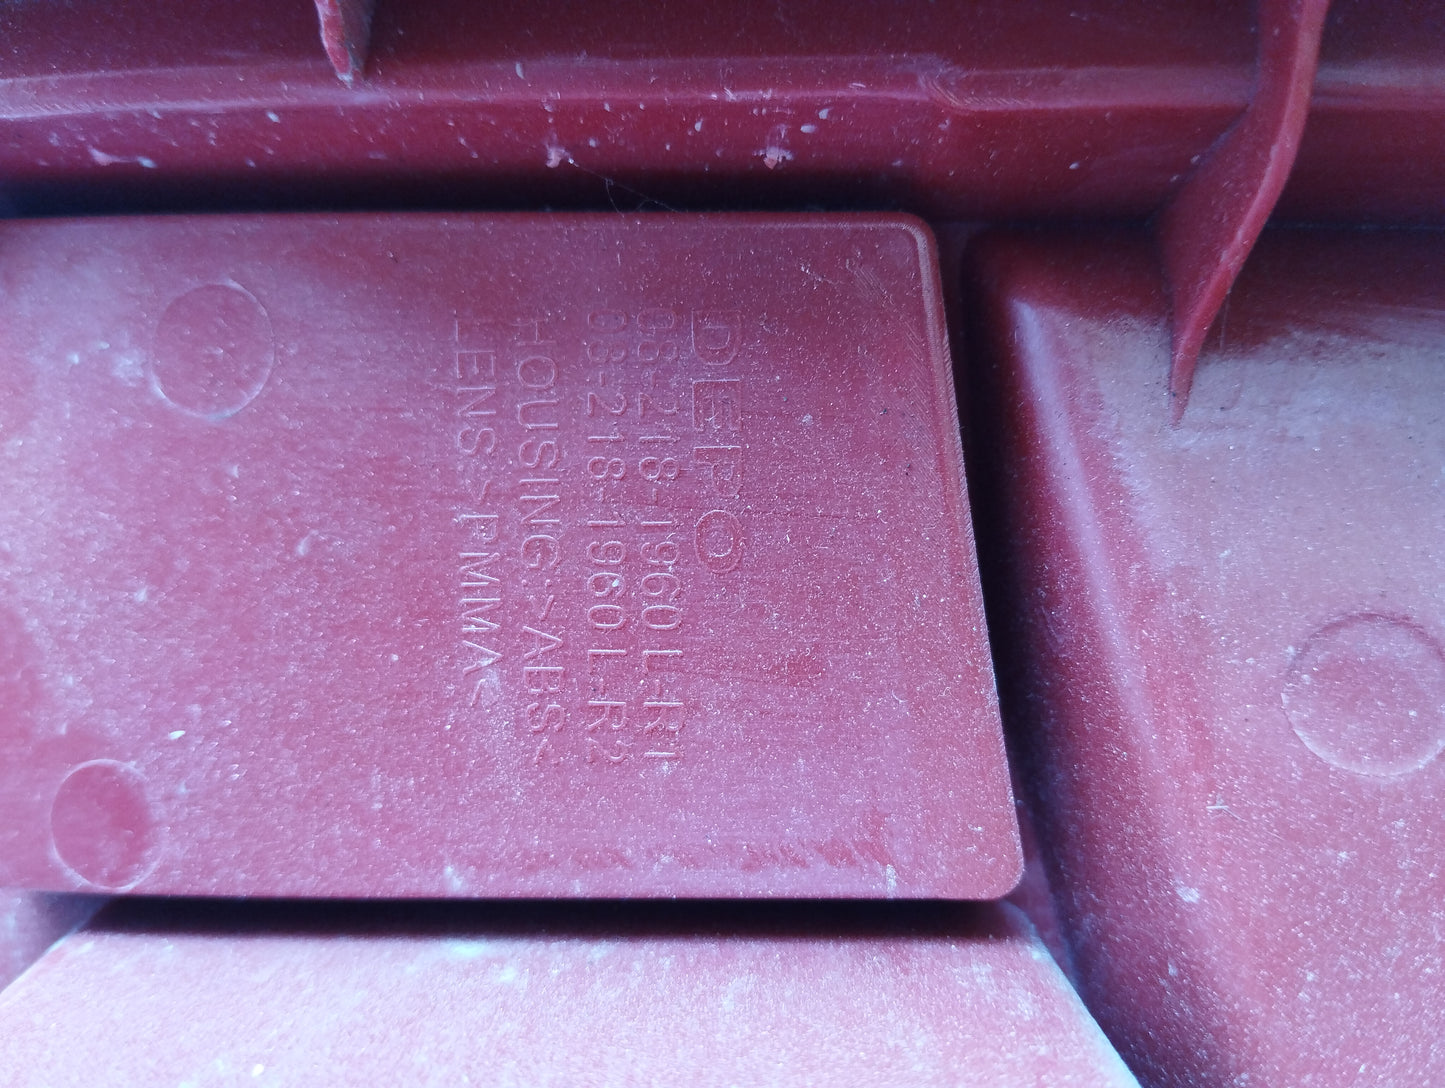 DEPO
08-218-1960L-R1
08-218-1960L-R2
HOUSING:>ABS<
LENS:>PMMA<